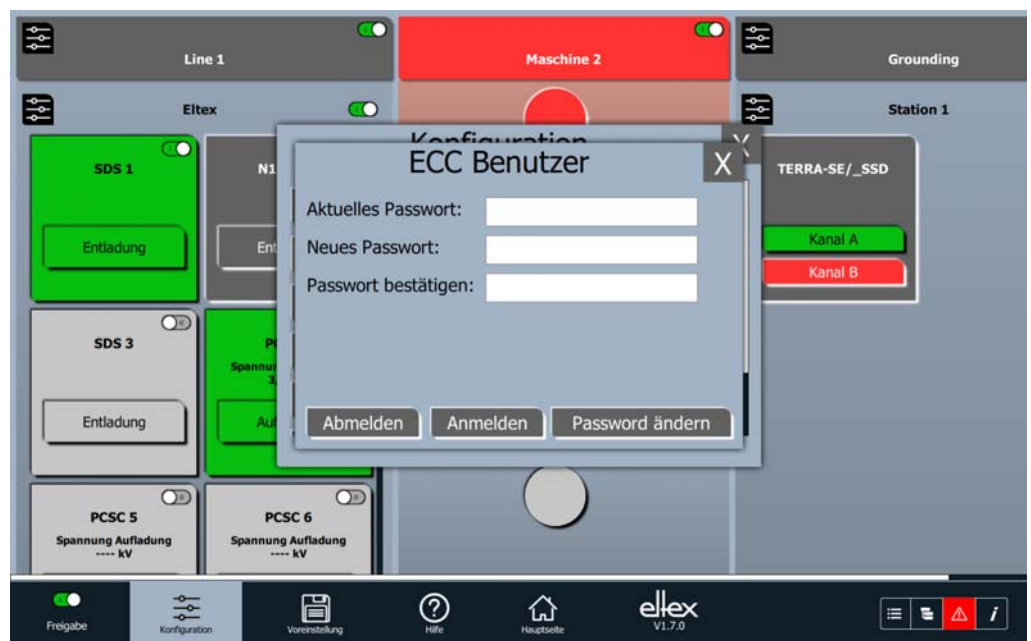 Line 1
Maschine 2
Grounding
Eltex
Station 1
Konfiguration
X
ECC Benutzer
X
SDS 1
N1
TERRA-SE/_SSD
Aktuelles Passwort:
Entladung
Neues Passwort:
Kanal A
Kanal B
Passwort bestätigen:
SDS 3
Entladung
Abmelden
Anmelden
Password ändern
PCSC 5
Spannung Aufladung
---- kV
PCSC 6
Spannung Aufladung
---- kV
Freigabe
Konfiguration
Voreinstellung
?
Hilfe
Hauptseite
eltex
V1.7.0
i